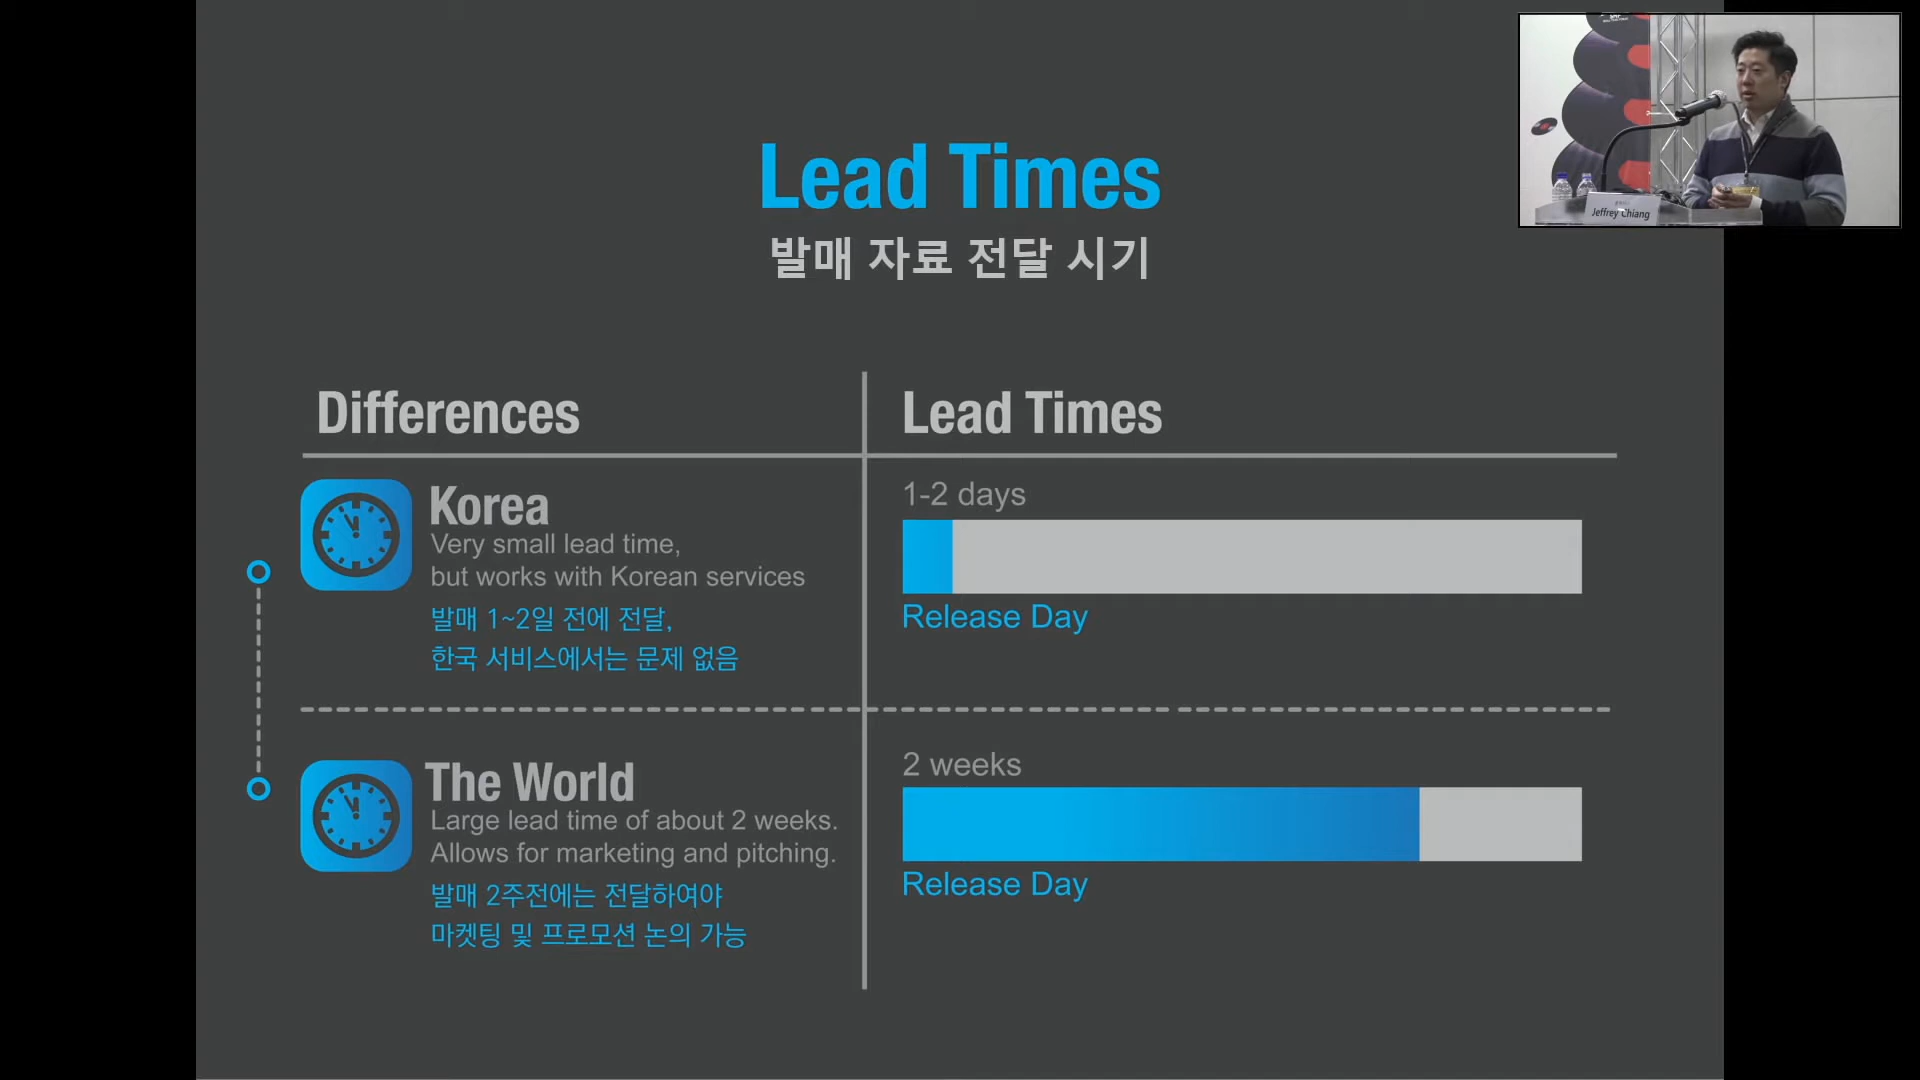 Lead Times
발매 자료 전달 시기
Differences
Lead Times
Korea
Very small lead time,
but works with Korean services
발매 1~2일 전에 전달,
한국 서비스에서는 문제 없음
1-2 days
Release Day
The World
Large lead time of about 2 weeks.
Allows for marketing and pitching.
발매 2주전에는 전달하여야
마켓팅 및 프로모션 논의 가능
2 weeks
Release Day
Jeffrey Chiang